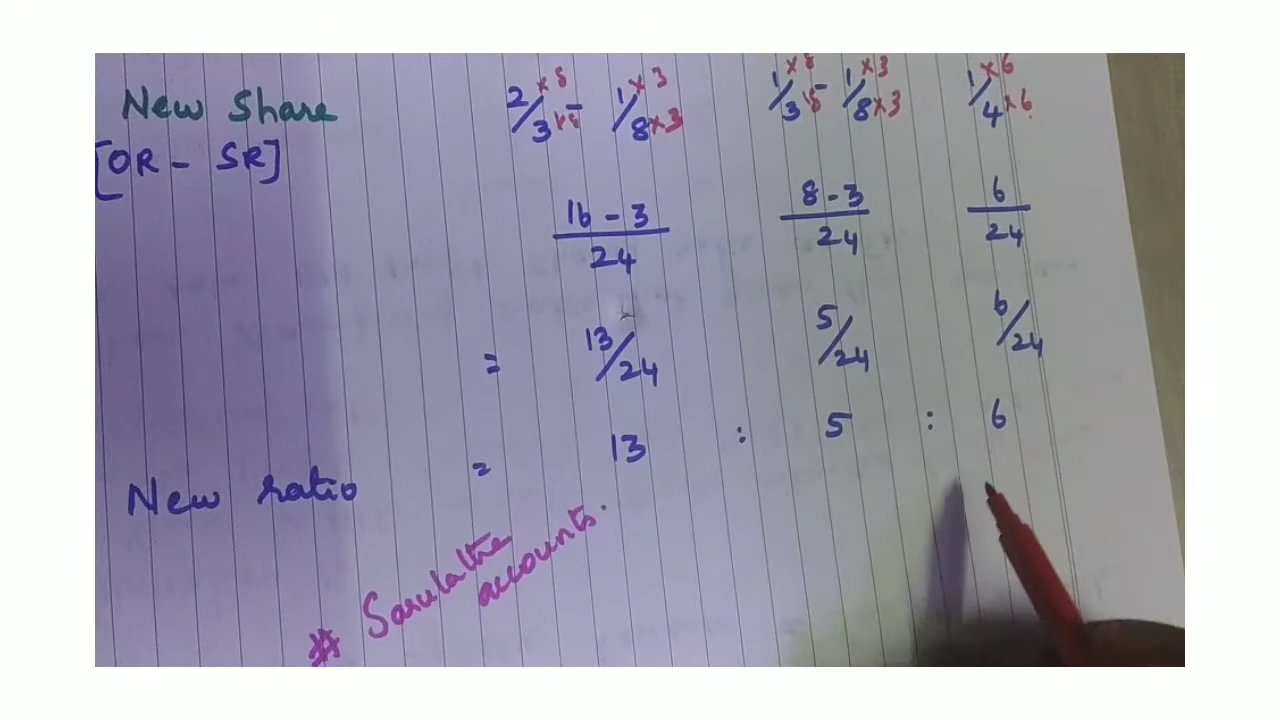 New Share 2/3 ×8 ×8 − 1/8 ×3 ×3 1/3 ×8 − 1/8 ×3 ×3 1/4 ×6 ×6
[OR - SR]
16 - 3 8 - 3 6
24 24 24
= 13/24 5/24 6/24
New ratio = 13 : 5 : 6
# Sarulatha
accounts.